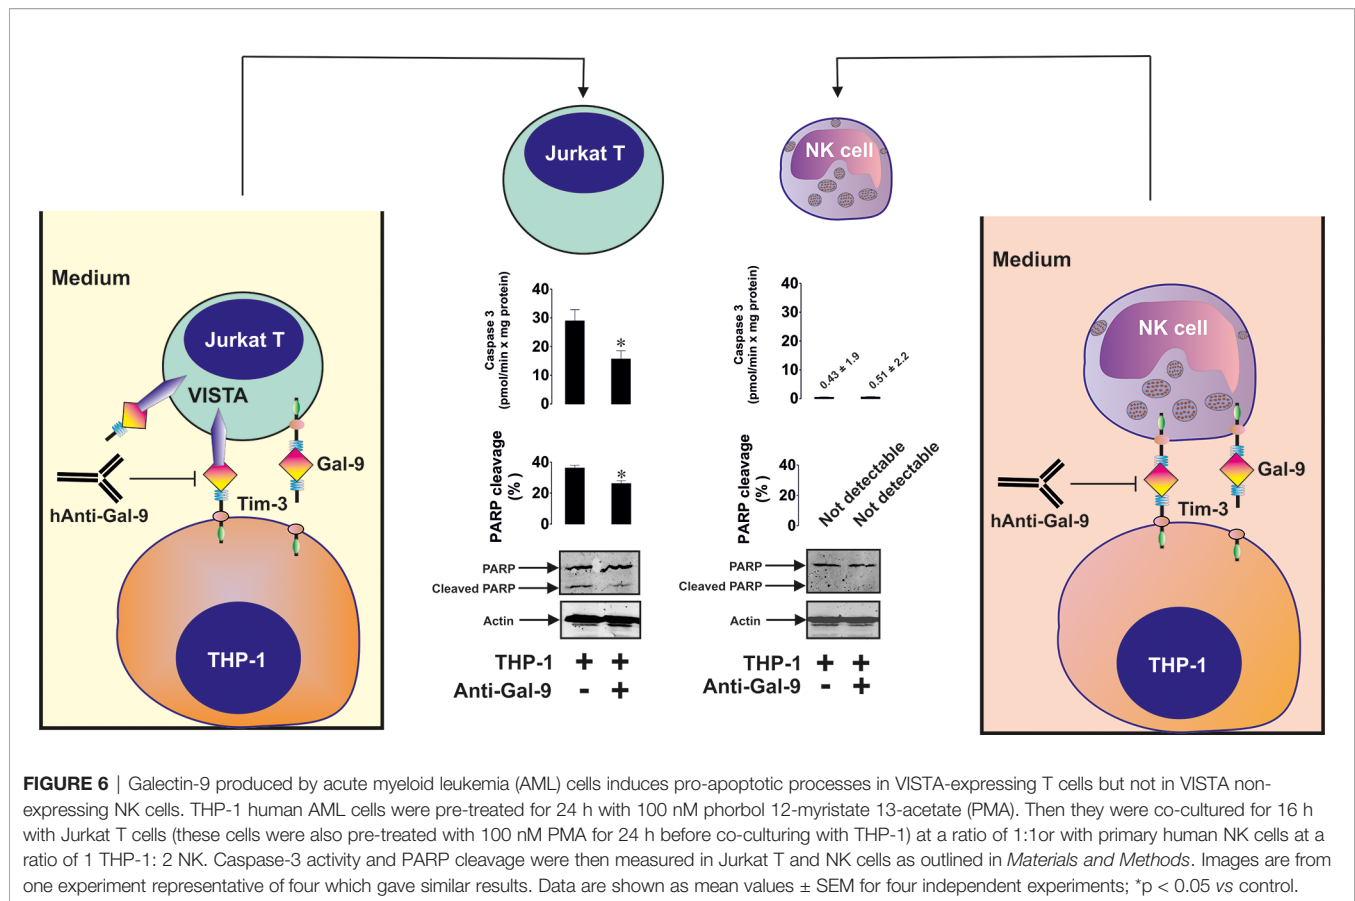 Jurkat T
NK cell
Medium
Jurkat T
VISTA
Gal-9
hAnti-Gal-9
Tim-3
THP-1
Caspase 3
(pmol/min x mg protein)
40
30
20
10
0
*
PARP cleavage
(%)
40
20
0
*
PARP
Cleaved PARP
Actin
THP-1 + +
Anti-Gal-9 - +
Caspase 3
(pmol/min x mg protein)
40
30
20
10
0
0.43 ± 1.9
0.51 ± 2.2
PARP cleavage
(%)
40
20
0
Not detectable
Not detectable
PARP
Cleaved PARP
Actin
THP-1 + +
Anti-Gal-9 - +
Medium
NK cell
Gal-9
hAnti-Gal-9
Tim-3
THP-1
FIGURE 6 | Galectin-9 produced by acute myeloid leukemia (AML) cells induces pro-apoptotic processes in VISTA-expressing T cells but not in VISTA non-
expressing NK cells. THP-1 human AML cells were pre-treated for 24 h with 100 nM phorbol 12-myristate 13-acetate (PMA). Then they were co-cultured for 16 h
with Jurkat T cells (these cells were also pre-treated with 100 nM PMA for 24 h before co-culturing with THP-1) at a ratio of 1:1or with primary human NK cells at a
ratio of 1 THP-1: 2 NK. Caspase-3 activity and PARP cleavage were then measured in Jurkat T and NK cells as outlined in Materials and Methods. Images are from
one experiment representative of four which gave similar results. Data are shown as mean values ± SEM for four independent experiments; *p < 0.05 vs control.